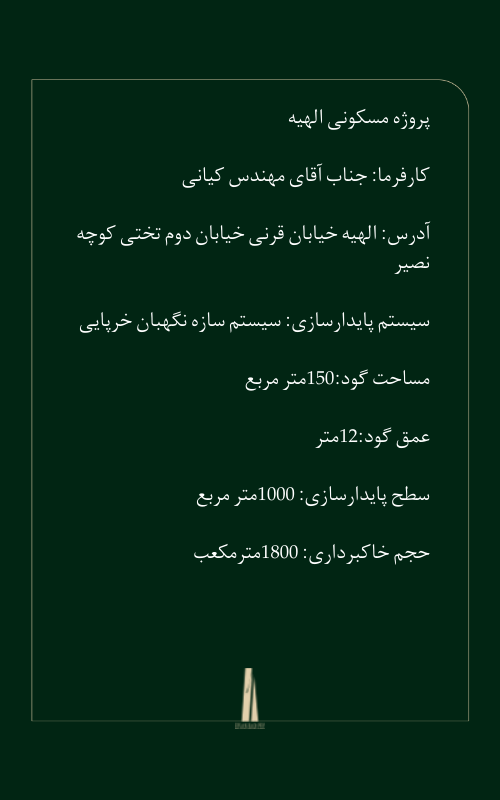 پروژه مسکونی الهیه
کارفرما: جناب آقای مهندس کیانی
آدرس: الهیه خیابان قرنی خیابان دوم تختی کوچه
نصیر
سیستم پایدارسازی: سیستم سازه نگهبان خرپایی
مساحت گود:150متر مربع
عمق گود:12متر
سطح پایدارسازی: 1000متر مربع
حجم خاکبرداری: 1800مترمکعب